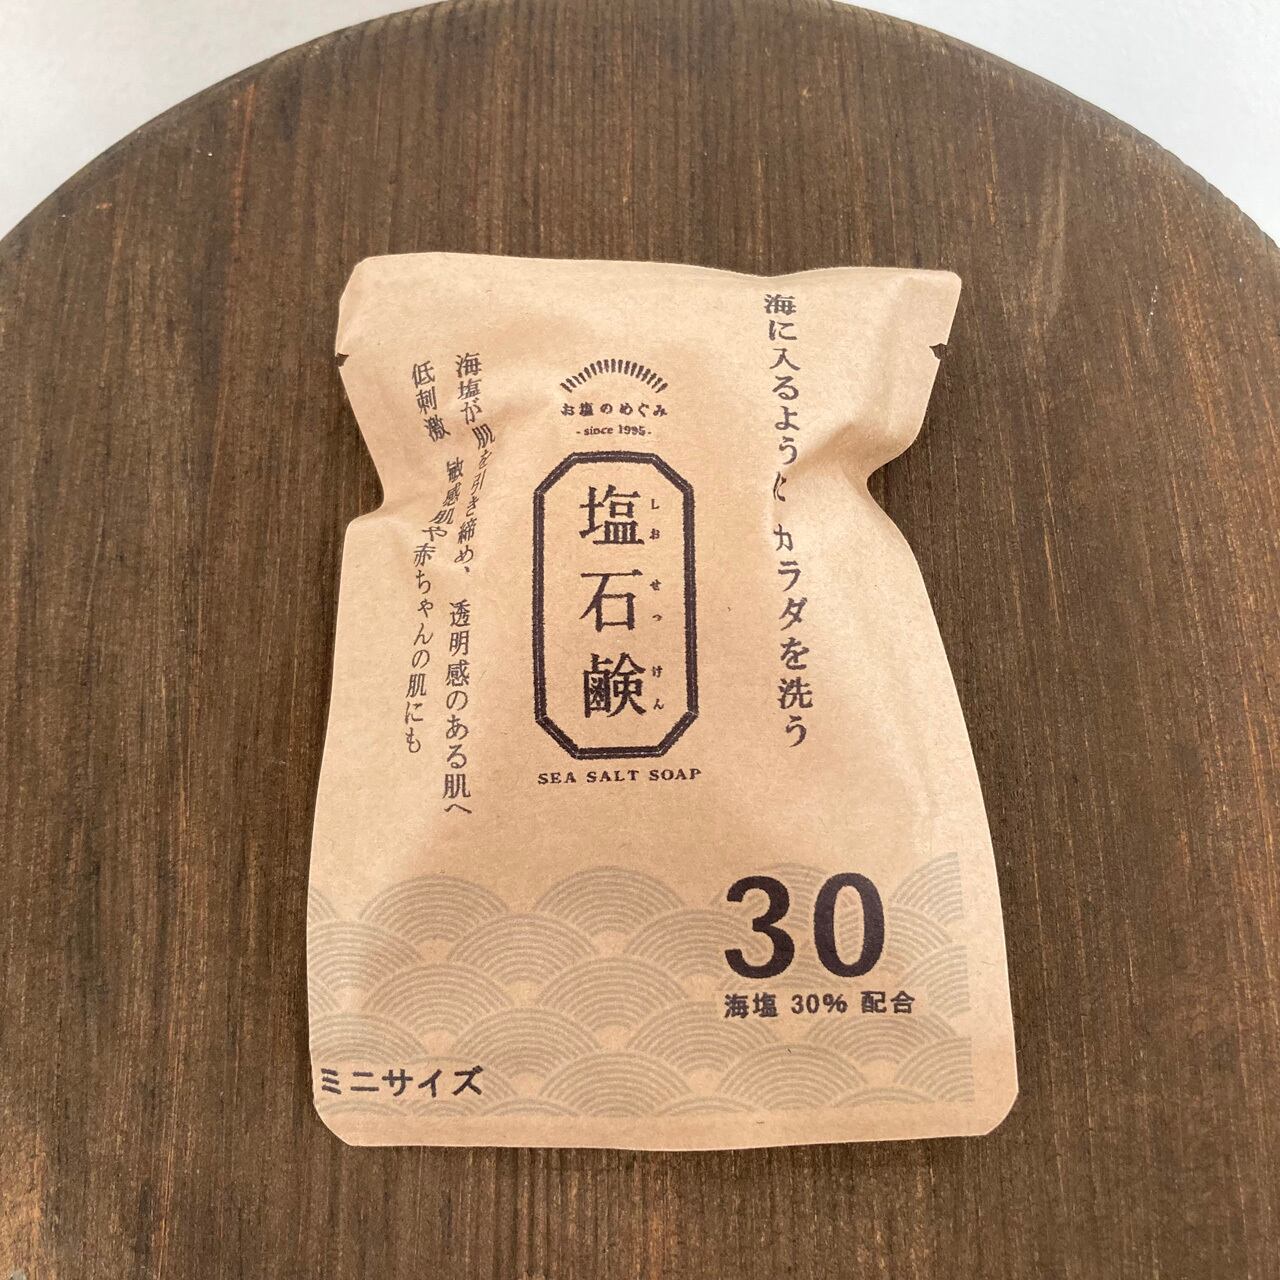 海に入るように カラダを洗う
お塩のめぐみ
- since 1995 -
塩石鹸
しお せっ けん
SEA SALT SOAP
海塩が肌を引き締め、 透明感のある肌へ
低刺激 敏感肌や赤ちゃんの肌にも
30
海塩 30% 配合
ミニサイズ